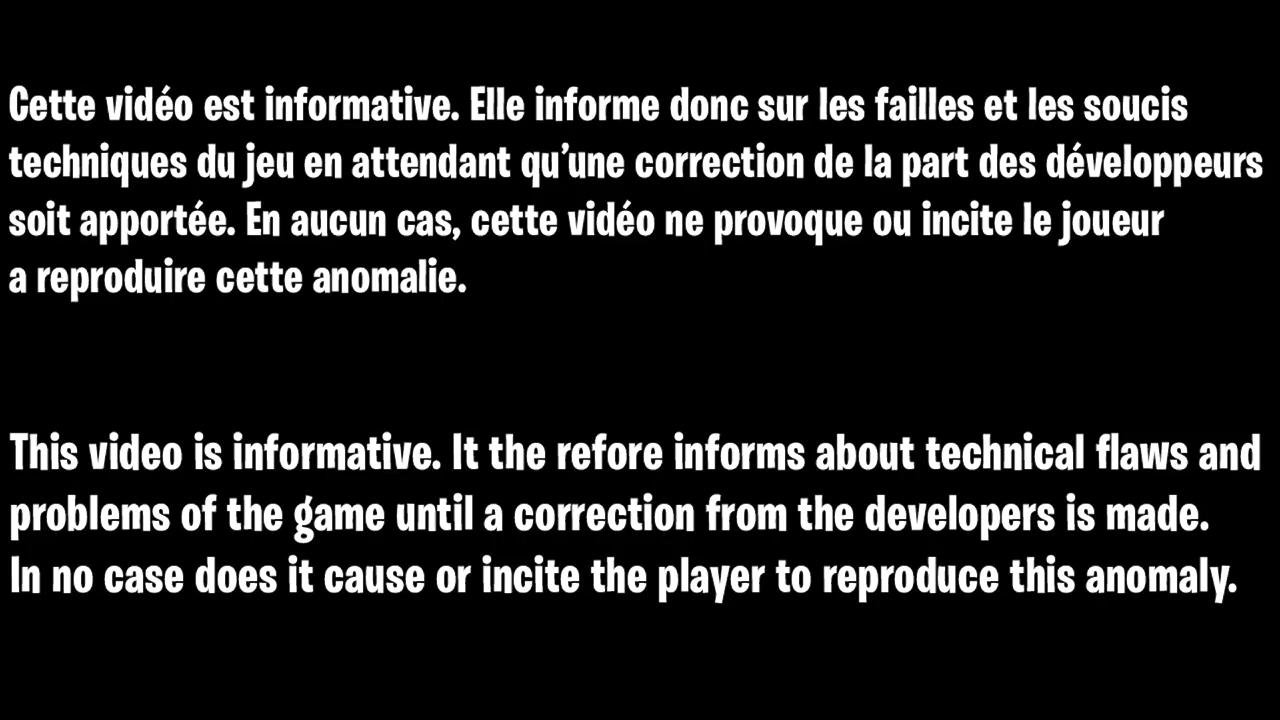 Cette vidéo est informative. Elle informe donc sur les failles et les soucis
techniques du jeu en attendant qu’une correction de la part des développeurs
soit apportée. En aucun cas, cette vidéo ne provoque ou incite le joueur
a reproduire cette anomalie.
This video is informative. It the refore informs about technical flaws and
problems of the game until a correction from the developers is made.
In no case does it cause or incite the player to reproduce this anomaly.